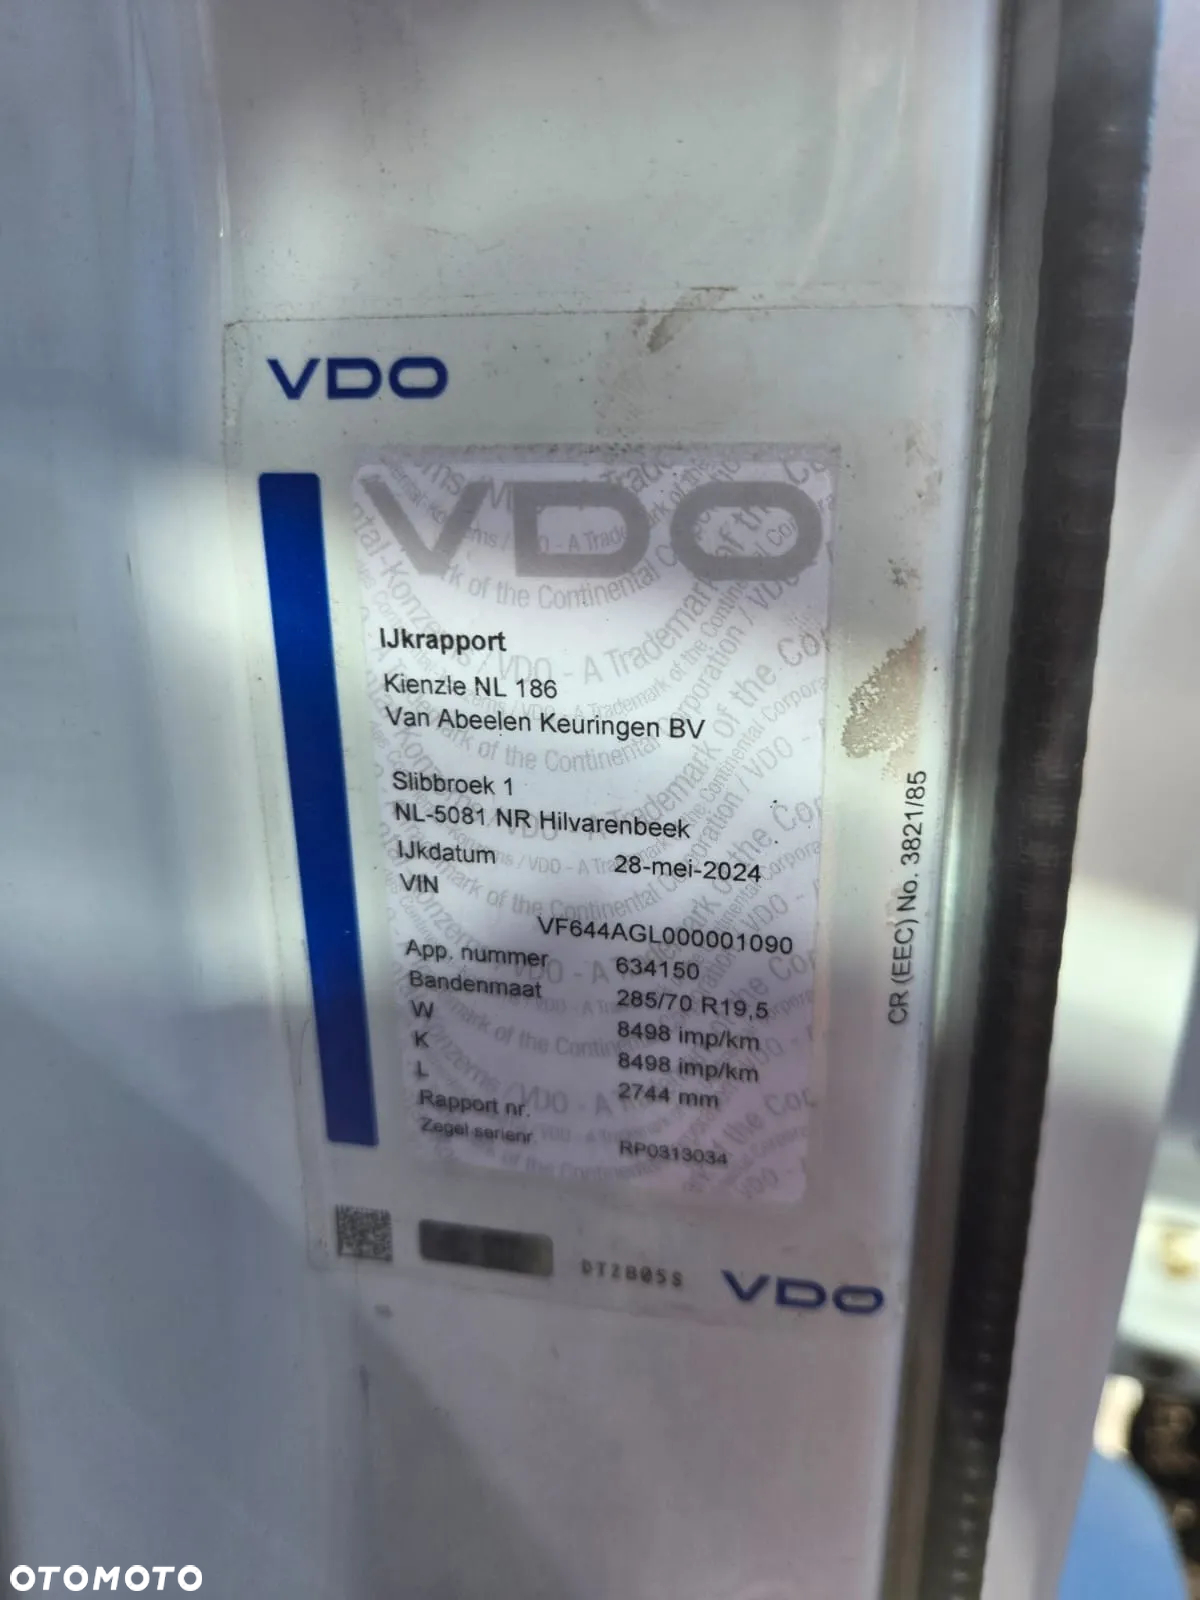 VDO
VDO
IJkrapport
Kienzle NL 186
Van Abeelen Keuringen BV
Slibbroek 1
NL-5081 NR Hilvarenbeek
IJkdatum 28-mei-2024
VIN
VF644AGL000001090
App. nummer 634150
Bandenmaat 285/70 R19,5
W 8498 imp/km
K 8498 imp/km
L 2744 mm
Rapport nr.
Zegel serienr. RP0313034
CR (EEC) No. 3821/85
DTZB05S
VDO
OTOMOTO